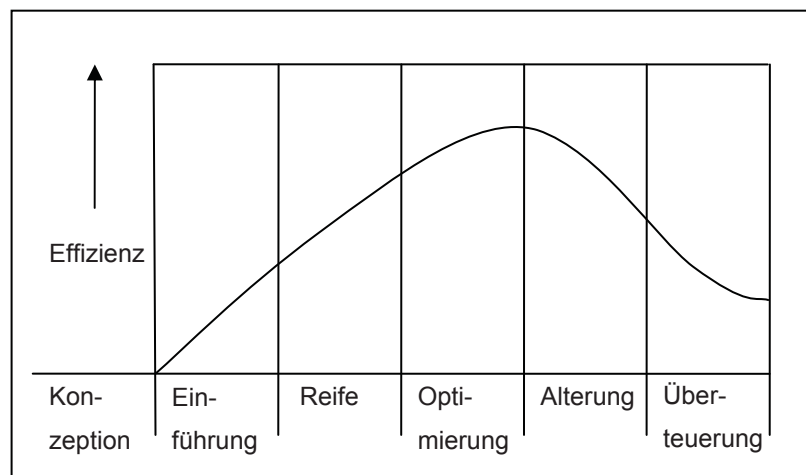 Effizienz
Kon-
zeption
Ein-
führung
Reife
Opti-
mierung
Alterung
Über-
teuerung